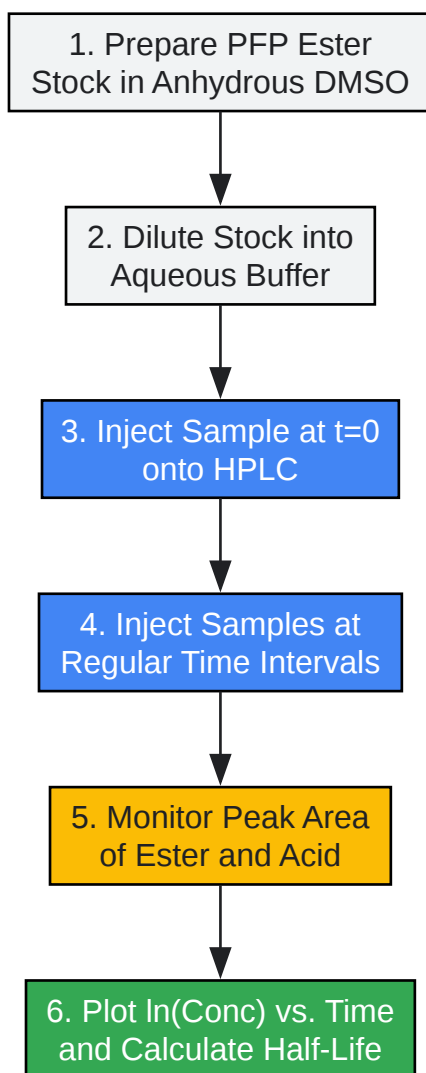 1. Prepare PFP Ester
Stock in Anhydrous DMSO
2. Dilute Stock into
Aqueous Buffer
3. Inject Sample at t=0
onto HPLC
4. Inject Samples at
Regular Time Intervals
5. Monitor Peak Area
of Ester and Acid
6. Plot ln(Conc) vs. Time
and Calculate Half-Life